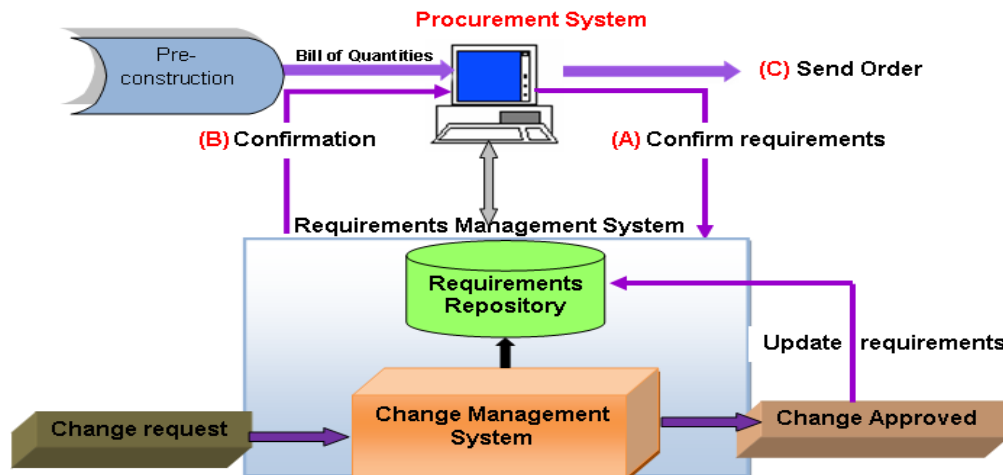 Procurement System
Pre-
construction
Bill of Quantities
(C) Send Order
(B) Confirmation
(A) Confirm requirements
Requirements Management System
Requirements
Repository
Update requirements
Change request
Change Management
System
Change Approved